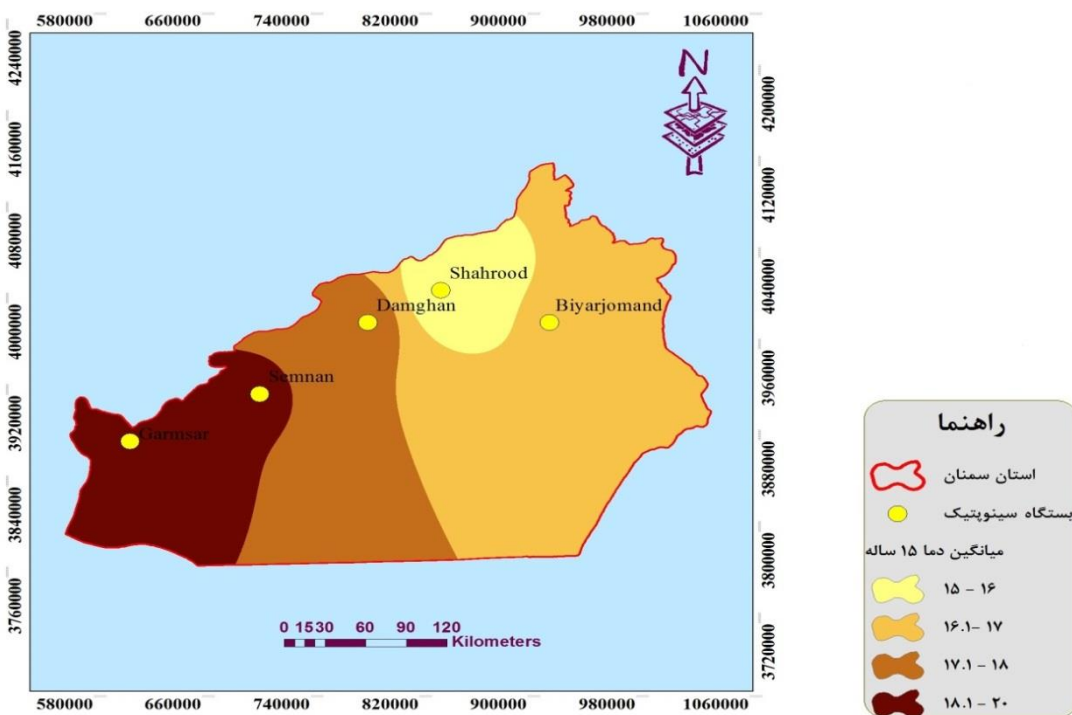 580000 660000 740000 820000 900000 980000 1060000
4240000
4160000
4080000
4000000
3920000
3840000
3760000
N
4200000
4120000
4040000
3960000
3880000
3800000
3720000
Shahrood
Damghan
Biyarjomand
Semnan
Garmsar
0 15 30 60 90 120
Kilometers
580000 660000 740000 820000 900000 980000 1060000
راهنما
استان سمنان
یستگاه سینوپتیک
میانگین دما ۱۵ ساله
۱۵ - ۱۶
۱۶.۱ - ۱۷
۱۷.۱ - ۱۸
۱۸.۱ - ۲۰